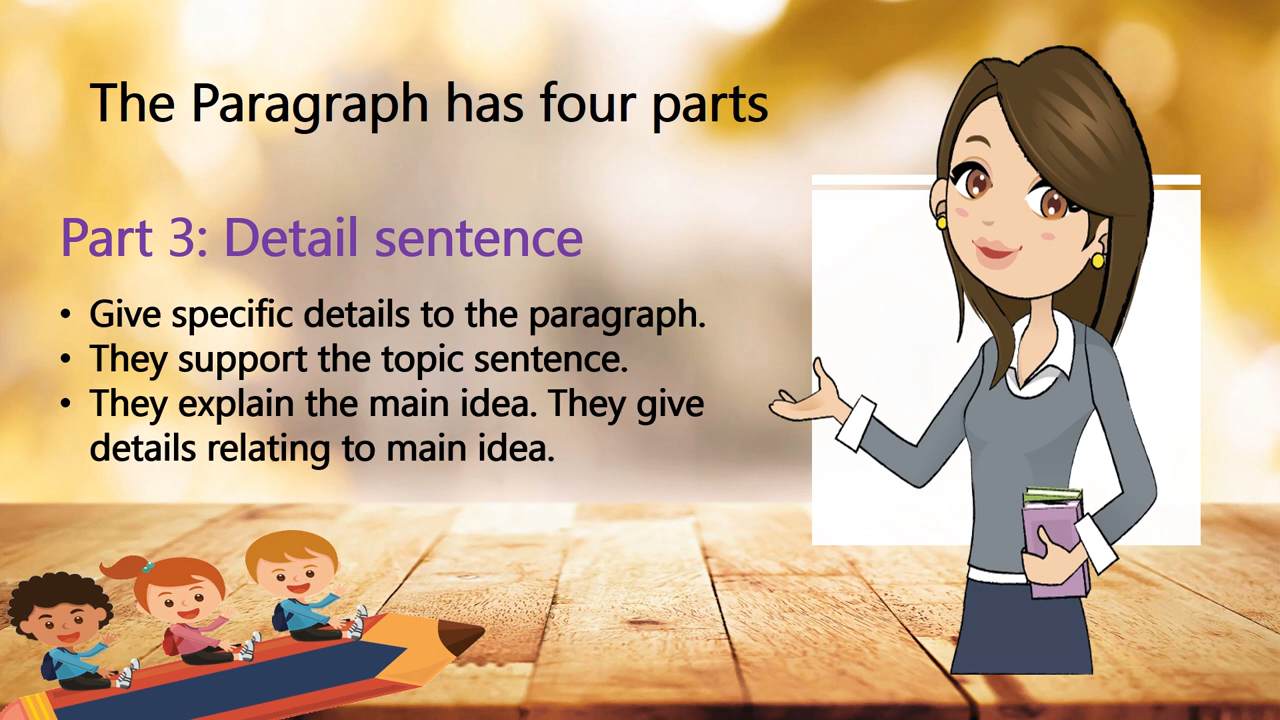 The Paragraph has four parts
Part 3: Detail sentence
• Give specific details to the paragraph.
• They support the topic sentence.
• They explain the main idea. They give
details relating to main idea.